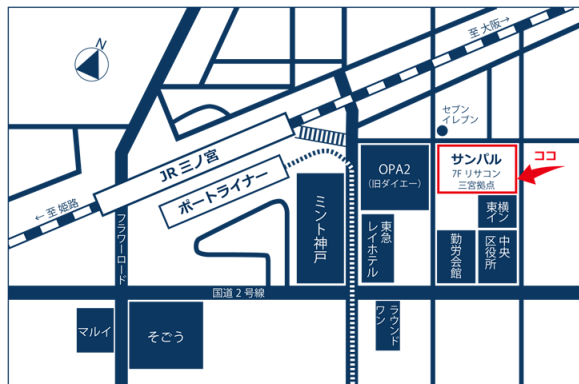 N
至 大阪→
セブン
イレブン
JR 三ノ宮
ポートライナー
← 至 姫路
フラワーロード
OPA2
(旧ダイエー)
サンパル
7F リサコン
三宮拠点
ココ
ミント神戸
東急
レイホテル
東横
イン
勤労会館
中央
区役所
国道 2 号線
マルイ
そごう
ラウンド
ワン